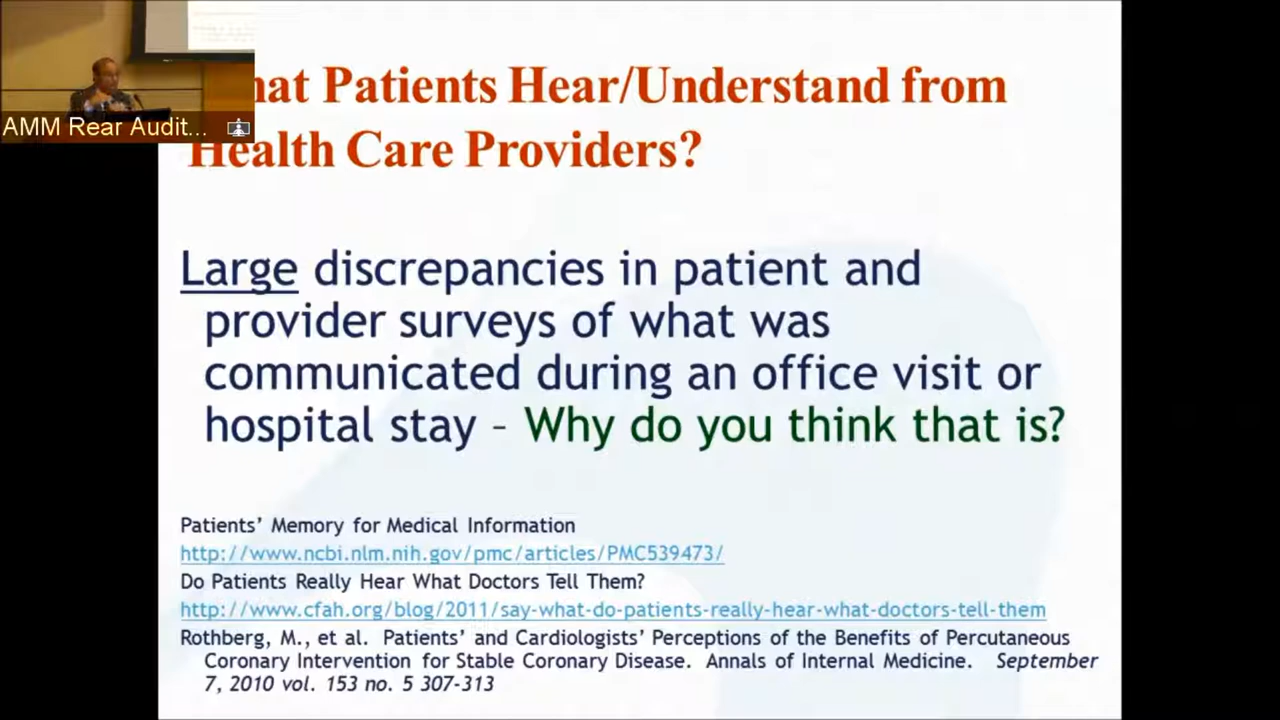 hat Patients Hear/Understand from
Health Care Providers?
AMM Rear Audit...
Large discrepancies in patient and
provider surveys of what was
communicated during an office visit or
hospital stay – Why do you think that is?
Patients’ Memory for Medical Information
http://www.ncbi.nlm.nih.gov/pmc/articles/PMC539473/
Do Patients Really Hear What Doctors Tell Them?
http://www.cfah.org/blog/2011/say-what-do-patients-really-hear-what-doctors-tell-them
Rothberg, M., et al. Patients’ and Cardiologists’ Perceptions of the Benefits of Percutaneous
Coronary Intervention for Stable Coronary Disease. Annals of Internal Medicine. September
7, 2010 vol. 153 no. 5 307-313